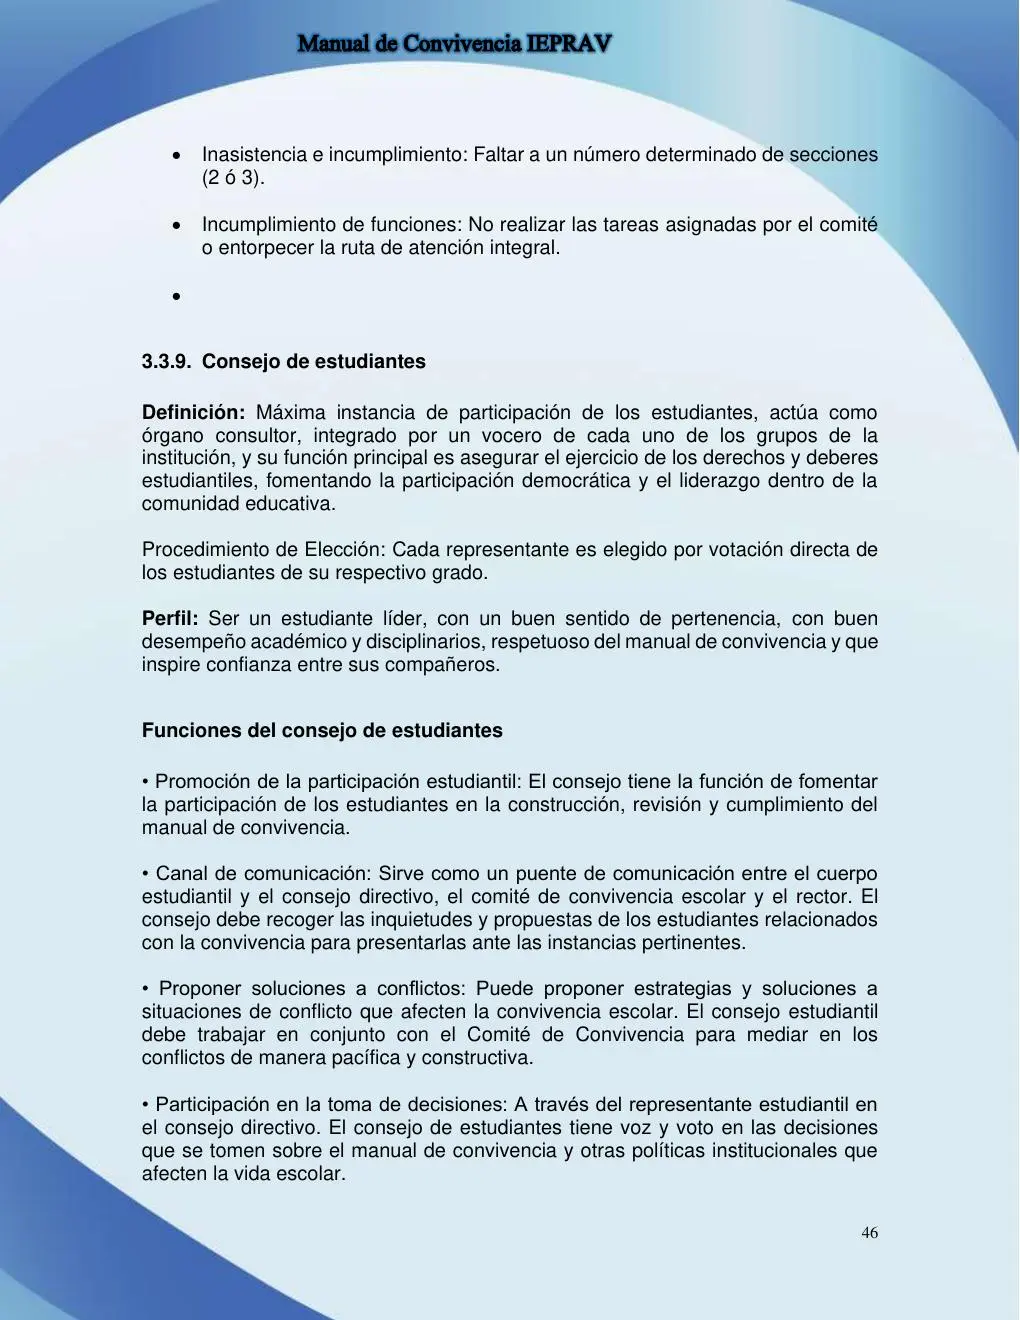 Manual de Convivencia IEPRAV
• Inasistencia e incumplimiento: Faltar a un número determinado de secciones
(2 ó 3).
• Incumplimiento de funciones: No realizar las tareas asignadas por el comité
o entorpecer la ruta de atención integral.
•
3.3.9. Consejo de estudiantes
Definición: Máxima instancia de participación de los estudiantes, actúa como
órgano consultor, integrado por un vocero de cada uno de los grupos de la
institución, y su función principal es asegurar el ejercicio de los derechos y deberes
estudiantiles, fomentando la participación democrática y el liderazgo dentro de la
comunidad educativa.
Procedimiento de Elección: Cada representante es elegido por votación directa de
los estudiantes de su respectivo grado.
Perfil: Ser un estudiante líder, con un buen sentido de pertenencia, con buen
desempeño académico y disciplinarios, respetuoso del manual de convivencia y que
inspire confianza entre sus compañeros.
Funciones del consejo de estudiantes
• Promoción de la participación estudiantil: El consejo tiene la función de fomentar
la participación de los estudiantes en la construcción, revisión y cumplimiento del
manual de convivencia.
• Canal de comunicación: Sirve como un puente de comunicación entre el cuerpo
estudiantil y el consejo directivo, el comité de convivencia escolar y el rector. El
consejo debe recoger las inquietudes y propuestas de los estudiantes relacionados
con la convivencia para presentarlas ante las instancias pertinentes.
• Proponer soluciones a conflictos: Puede proponer estrategias y soluciones a
situaciones de conflicto que afecten la convivencia escolar. El consejo estudiantil
debe trabajar en conjunto con el Comité de Convivencia para mediar en los
conflictos de manera pacífica y constructiva.
• Participación en la toma de decisiones: A través del representante estudiantil en
el consejo directivo. El consejo de estudiantes tiene voz y voto en las decisiones
que se tomen sobre el manual de convivencia y otras políticas institucionales que
afecten la vida escolar.
46